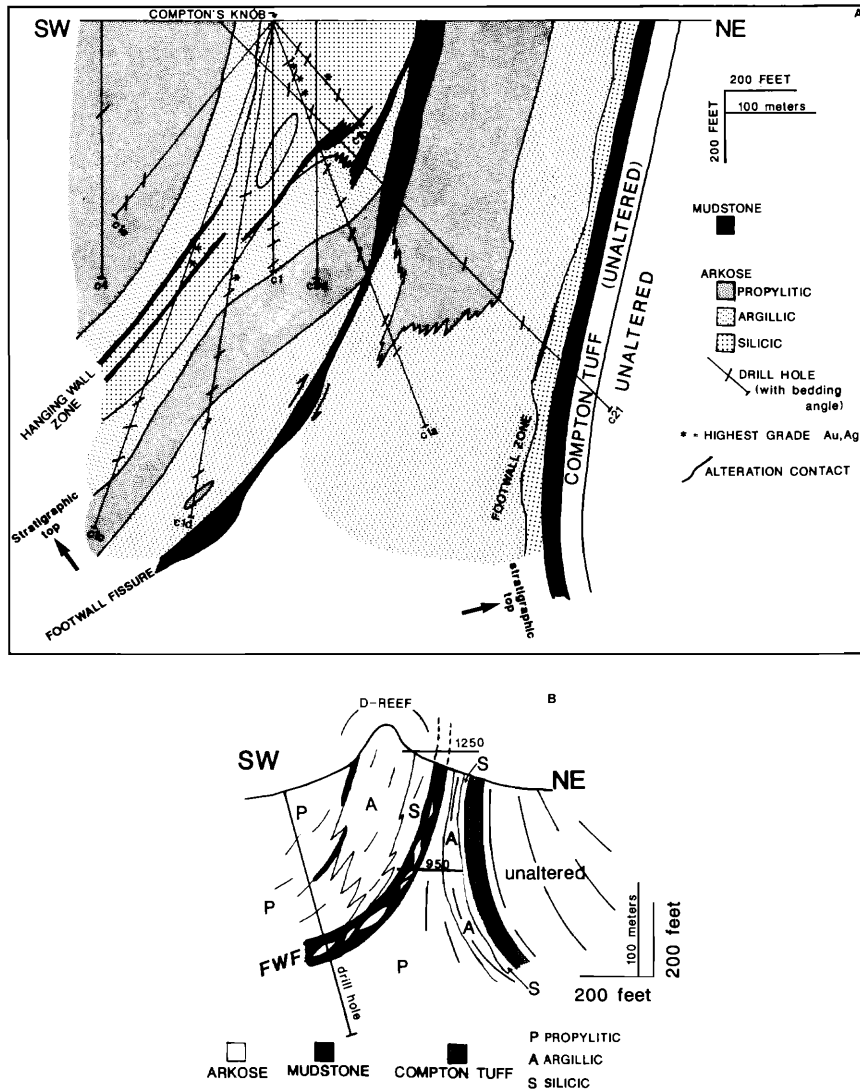 COMPTON'S KNOB
A
SW
NE
200 FEET
100 meters
200 FEET
MUDSTONE
ARKOSE
PROPYLITIC
ARGILLIC
SILICIC
DRILL HOLE
(with bedding
angle)
* = HIGHEST GRADE Au,Ag
ALTERATION CONTACT
c4
c1
c1a
c21
HANGING WALL
ZONE
COMPTON TUFF (UNALTERED)
UNALTERED
FOOTWALL ZONE
Stratigraphic
top
FOOTWALL FISSURE
stratigraphic
top
B
D-REEF
SW
1250
S
NE
P
A
S
A
950
unaltered
P
A
FWF
P
S
drill hole
100 meters
200 feet
200 feet
ARKOSE
MUDSTONE
COMPTON TUFF
P PROPYLITIC
A ARGILLIC
S SILICIC